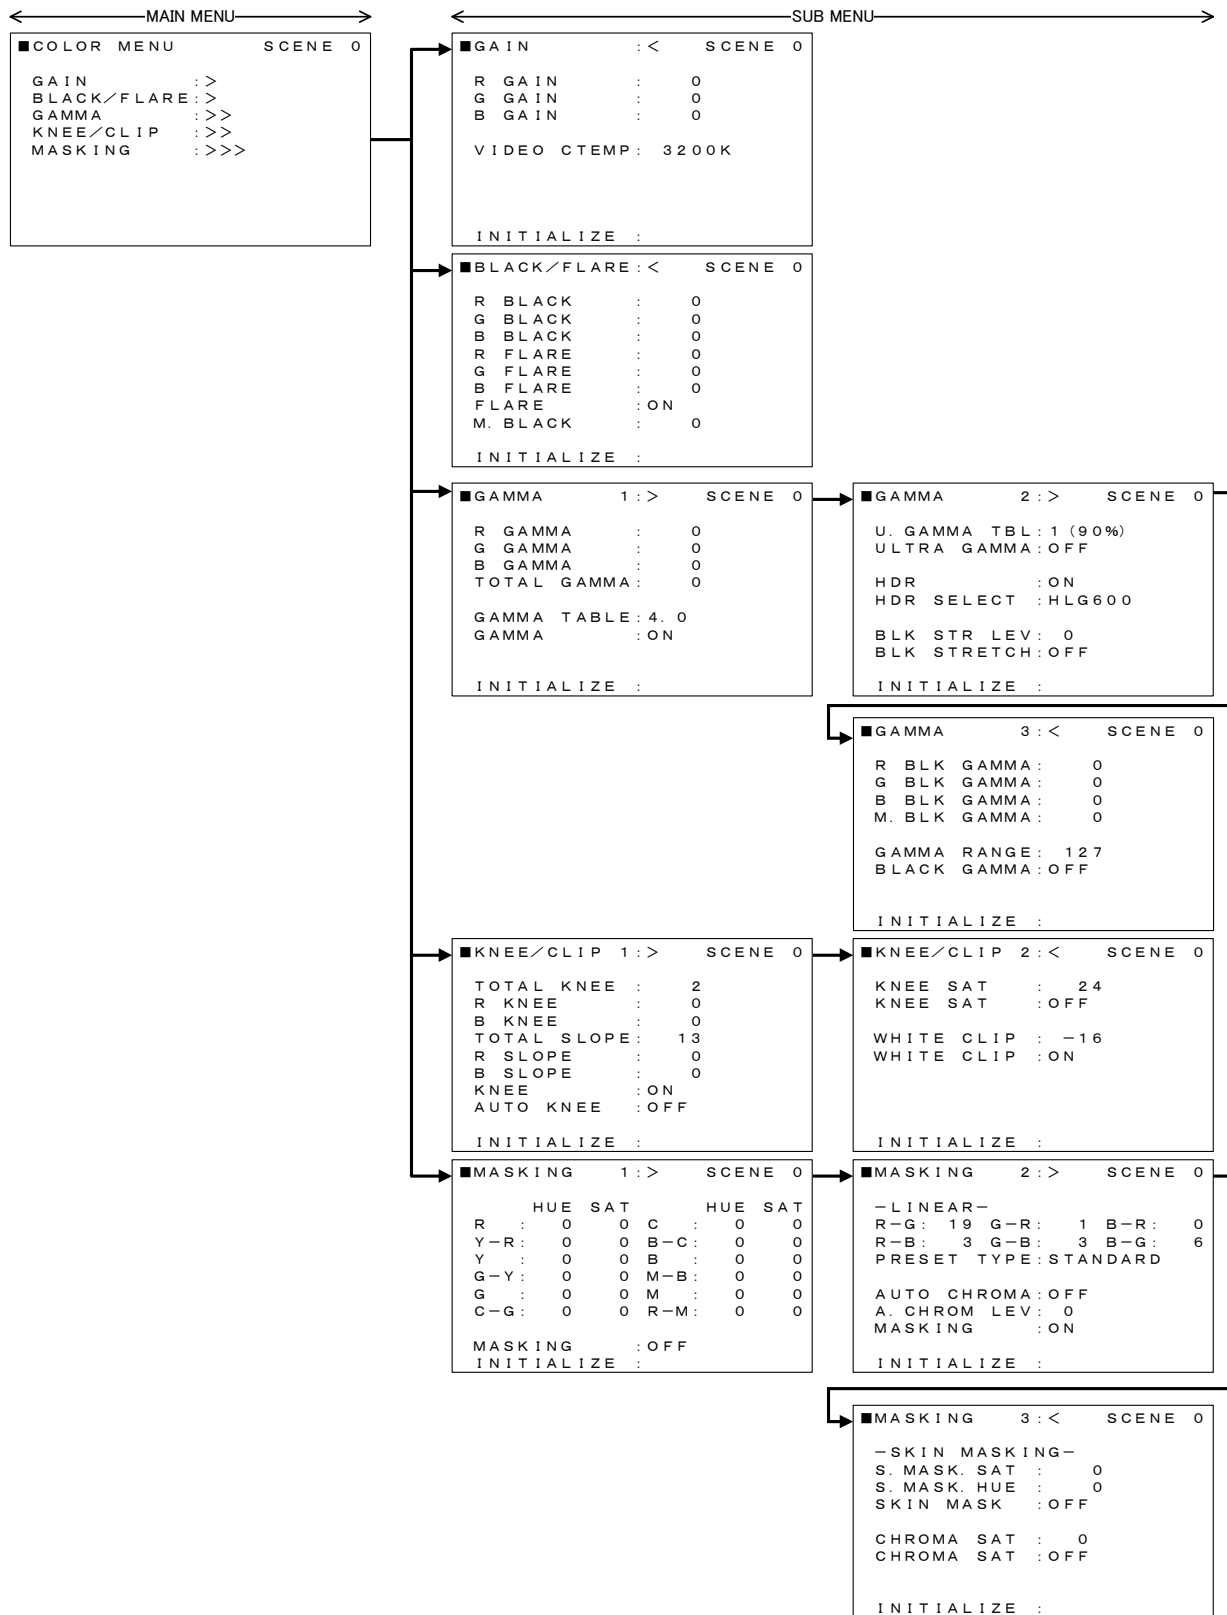 MAIN MENU
SUB MENU
■COLOR MENU SCENE 0
GAIN :>
BLACK/FLARE:>
GAMMA :>>
KNEE/CLIP :>>
MASKING :>>>
■GAIN :< SCENE 0
R GAIN : 0
G GAIN : 0
B GAIN : 0
VIDEO CTEMP: 3200K
INITIALIZE :
■BLACK/FLARE:< SCENE 0
R BLACK : 0
G BLACK : 0
B BLACK : 0
R FLARE : 0
G FLARE : 0
B FLARE : 0
FLARE :ON
M. BLACK : 0
INITIALIZE :
■GAMMA 1:> SCENE 0
R GAMMA : 0
G GAMMA : 0
B GAMMA : 0
TOTAL GAMMA: 0
GAMMA TABLE:4. 0
GAMMA :ON
INITIALIZE :
■GAMMA 2:> SCENE 0
U. GAMMA TBL:1 (90%)
ULTRA GAMMA:OFF
HDR :ON
HDR SELECT :HLG600
BLK STR LEV: 0
BLK STRETCH:OFF
INITIALIZE :
■GAMMA 3:< SCENE 0
R BLK GAMMA: 0
G BLK GAMMA: 0
B BLK GAMMA: 0
M. BLK GAMMA: 0
GAMMA RANGE: 127
BLACK GAMMA:OFF
INITIALIZE :
■KNEE/CLIP 1:> SCENE 0
TOTAL KNEE : 2
R KNEE : 0
B KNEE : 0
TOTAL SLOPE: 13
R SLOPE : 0
B SLOPE : 0
KNEE :ON
AUTO KNEE :OFF
INITIALIZE :
■KNEE/CLIP 2:< SCENE 0
KNEE SAT : 24
KNEE SAT :OFF
WHITE CLIP : −16
WHITE CLIP :ON
INITIALIZE :
■MASKING 1:> SCENE 0
HUE SAT HUE SAT
R : 0 0 C : 0 0
Y−R: 0 0 B−C: 0 0
Y : 0 0 B : 0 0
G−Y: 0 0 M−B: 0 0
G : 0 0 M : 0 0
C−G: 0 0 R−M: 0 0
MASKING :OFF
INITIALIZE :
■MASKING 2:> SCENE 0
−LINEAR−
R−G: 19 G−R: 1 B−R: 0
R−B: 3 G−B: 3 B−G: 6
PRESET TYPE:STANDARD
AUTO CHROMA:OFF
A. CHROM LEV: 0
MASKING :ON
INITIALIZE :
■MASKING 3:< SCENE 0
−SKIN MASKING−
S. MASK. SAT : 0
S. MASK. HUE : 0
SKIN MASK :OFF
CHROMA SAT : 0
CHROMA SAT :OFF
INITIALIZE :